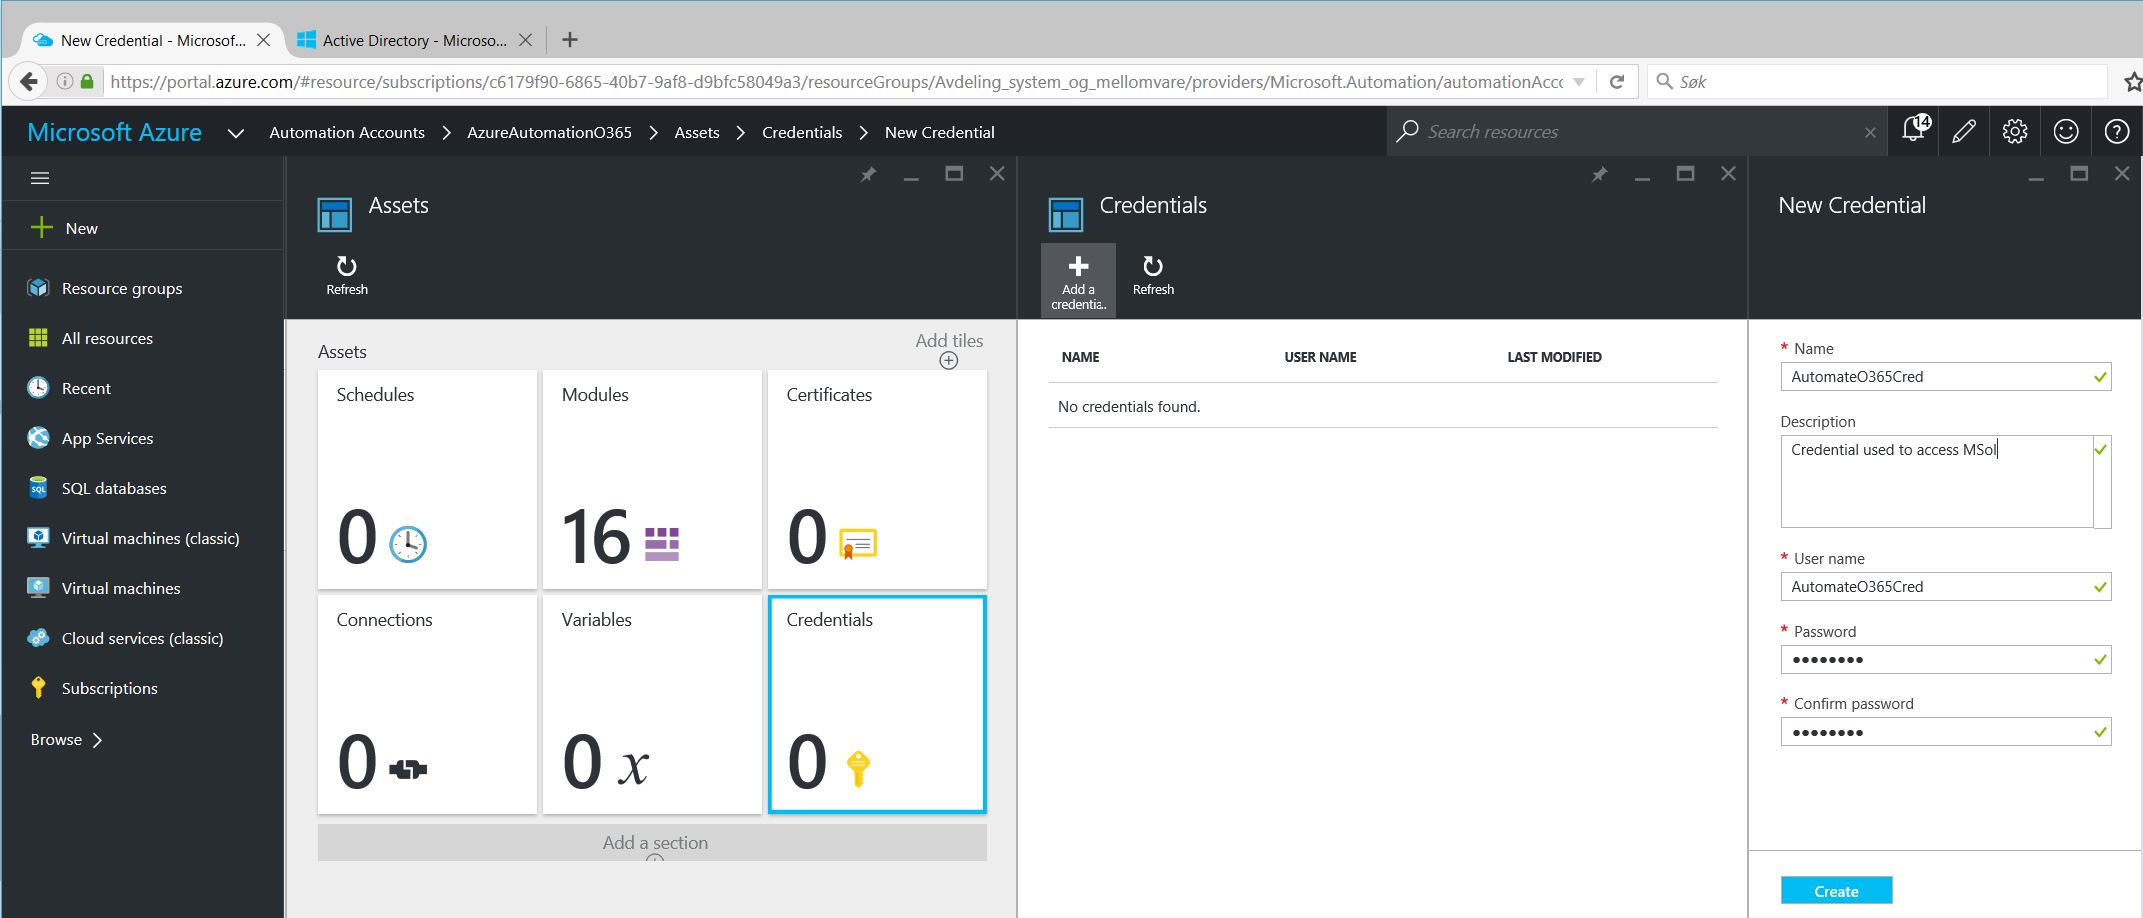 New Credential - Microsof...
Active Directory - Microso...
https://portal.azure.com/#resource/subscriptions/c6179f90-6865-40b7-9af8-d9bfc58049a3/resourceGroups/Avdeling_system_og_mellomvare/providers/Microsoft.Automation/automationAcco
Søk
Microsoft Azure
Automation Accounts > AzureAutomationO365 > Assets > Credentials > New Credential
Search resources
14
New
Resource groups
All resources
Recent
App Services
SQL databases
Virtual machines (classic)
Virtual machines
Cloud services (classic)
Subscriptions
Browse
Assets
Refresh
Assets
Add tiles
Schedules
0
Modules
16
Certificates
0
Connections
0
Variables
0 x
Credentials
0
Add a section
Credentials
Add a
credentia..
Refresh
NAME USER NAME LAST MODIFIED
No credentials found.
New Credential
* Name
AutomateO365Cred
Description
Credential used to access MSol
* User name
AutomateO365Cred
* Password
●●●●●●●●
* Confirm password
●●●●●●●●
Create